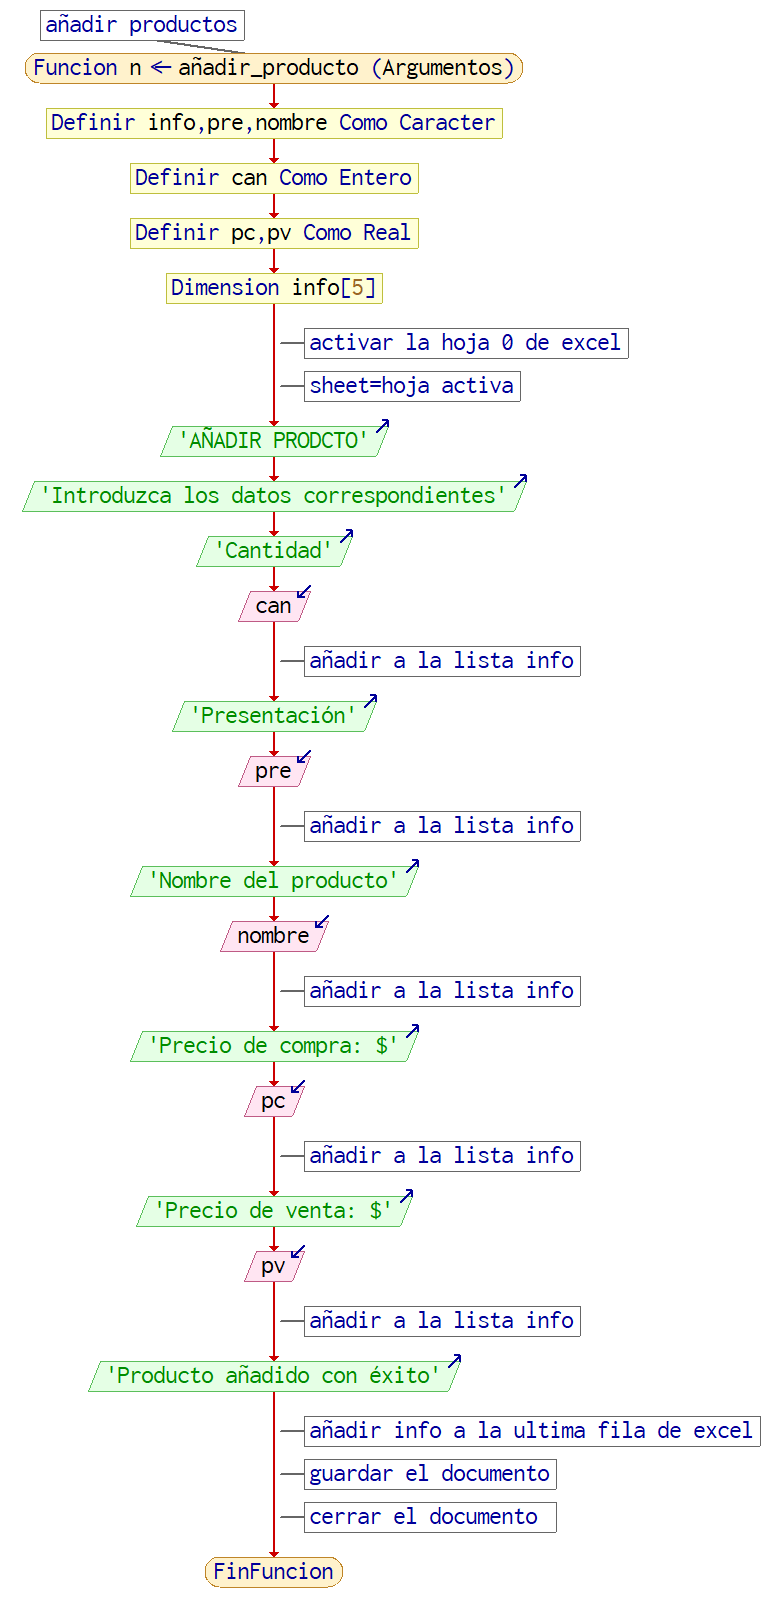 añadir productos
Funcion n <- añadir_producto (Argumentos)
Definir info,pre,nombre Como Caracter
Definir can Como Entero
Definir pc,pv Como Real
Dimension info[5]
activar la hoja 0 de excel
sheet=hoja activa
'AÑADIR PRODCTO'
'Introduzca los datos correspondientes'
'Cantidad'
can
añadir a la lista info
'Presentación'
pre
añadir a la lista info
'Nombre del producto'
nombre
añadir a la lista info
'Precio de compra: $'
pc
añadir a la lista info
'Precio de venta: $'
pv
añadir a la lista info
'Producto añadido con éxito'
añadir info a la ultima fila de excel
guardar el documento
cerrar el documento
FinFuncion